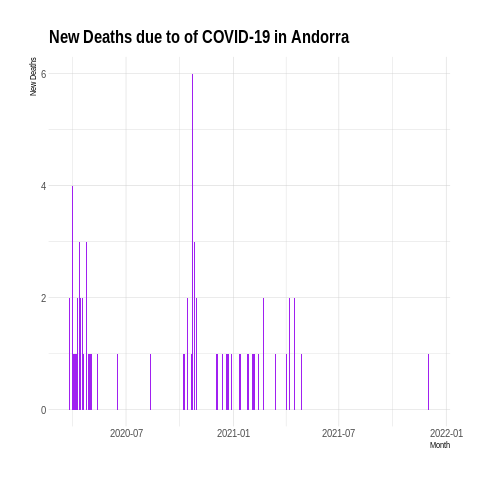 New Deaths due to of COVID-19 in Andorra
New Deaths
6
4
2
0
2020-07 2021-01 2021-07 2022-01
Month